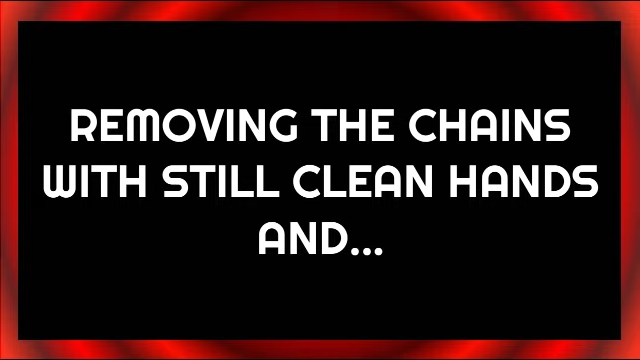 REMOVING THE CHAINS
WITH STILL CLEAN HANDS
AND...